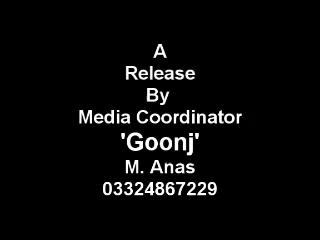 A
Release
By
Media Coordinator
'Goonj'
M. Anas
03324867229